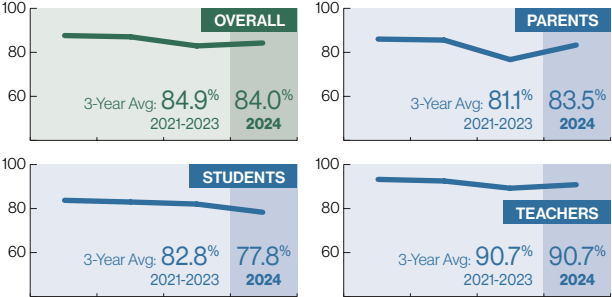 OVERALL
100
80
60
3-Year Avg: 84.9% 84.0%
2021-2023 2024
PARENTS
100
80
60
3-Year Avg: 81.1% 83.5%
2021-2023 2024
STUDENTS
100
80
60
3-Year Avg: 82.8% 77.8%
2021-2023 2024
100
80
TEACHERS
60
3-Year Avg: 90.7% 90.7%
2021-2023 2024